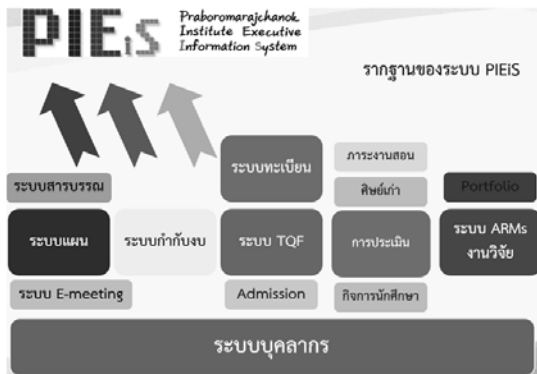 PIEiS
Praboromarajchanok
Institute Executive
Information System
รากฐานของระบบ PIEiS
ระบบสารบรรณ
ระบบทะเบียน
ภาระงานสอน
ศิษย์เก่า
Portfolio
ระบบแผน
ระบบกำกับงบ
ระบบ TQF
การประเมิน
ระบบ ARMs
งานวิจัย
ระบบ E-meeting
Admission
กิจการนักศึกษา
ระบบบุคลากร